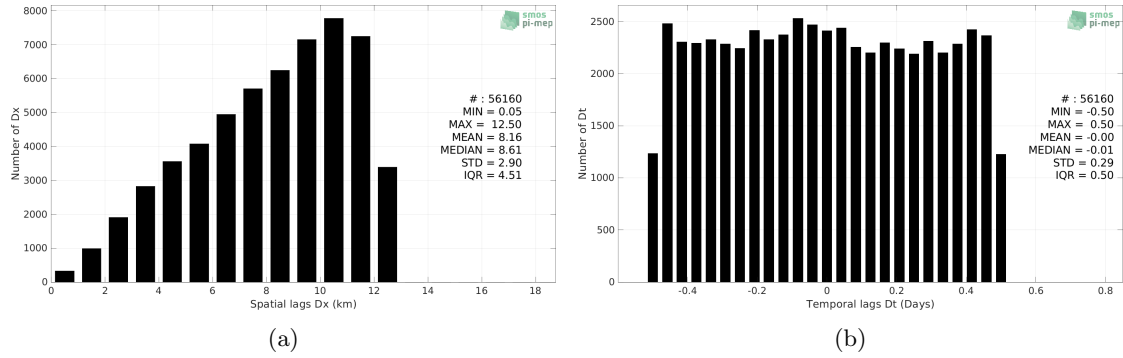 8000
7000
6000
5000
4000
3000
2000
1000
0
Number of Dx
smos
pi-mep
# : 56160
MIN = 0.05
MAX = 12.50
MEAN = 8.16
MEDIAN = 8.61
STD = 2.90
IQR = 4.51
0 2 4 6 8 10 12 14 16 18
Spatial lags Dx (km)
(a)
2500
2000
1500
1000
500
0
Number of Dt
smos
pi-mep
# : 56160
MIN = -0.50
MAX = 0.50
MEAN = -0.00
MEDIAN = -0.01
STD = 0.29
IQR = 0.50
-0.4 -0.2 0 0.2 0.4 0.6 0.8
Temporal lags Dt (Days)
(b)